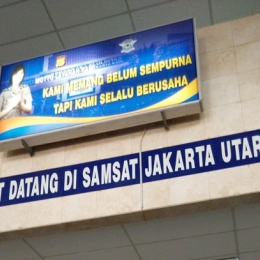 KAMI MEMANG BELUM SEMPURNA
TAPI KAMI SELALU BERUSAHA
T DATANG DI SAMSAT JAKARTA UTAR